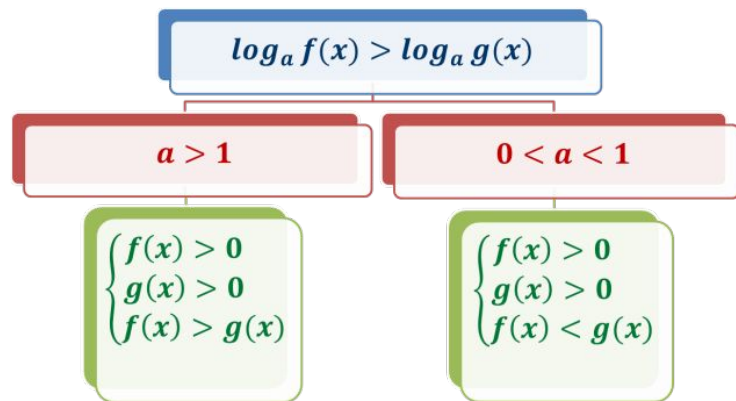 log_a f(x) > log_a g(x)
a > 1
0 < a < 1
f(x) > 0
g(x) > 0
f(x) > g(x)
f(x) > 0
g(x) > 0
f(x) < g(x)